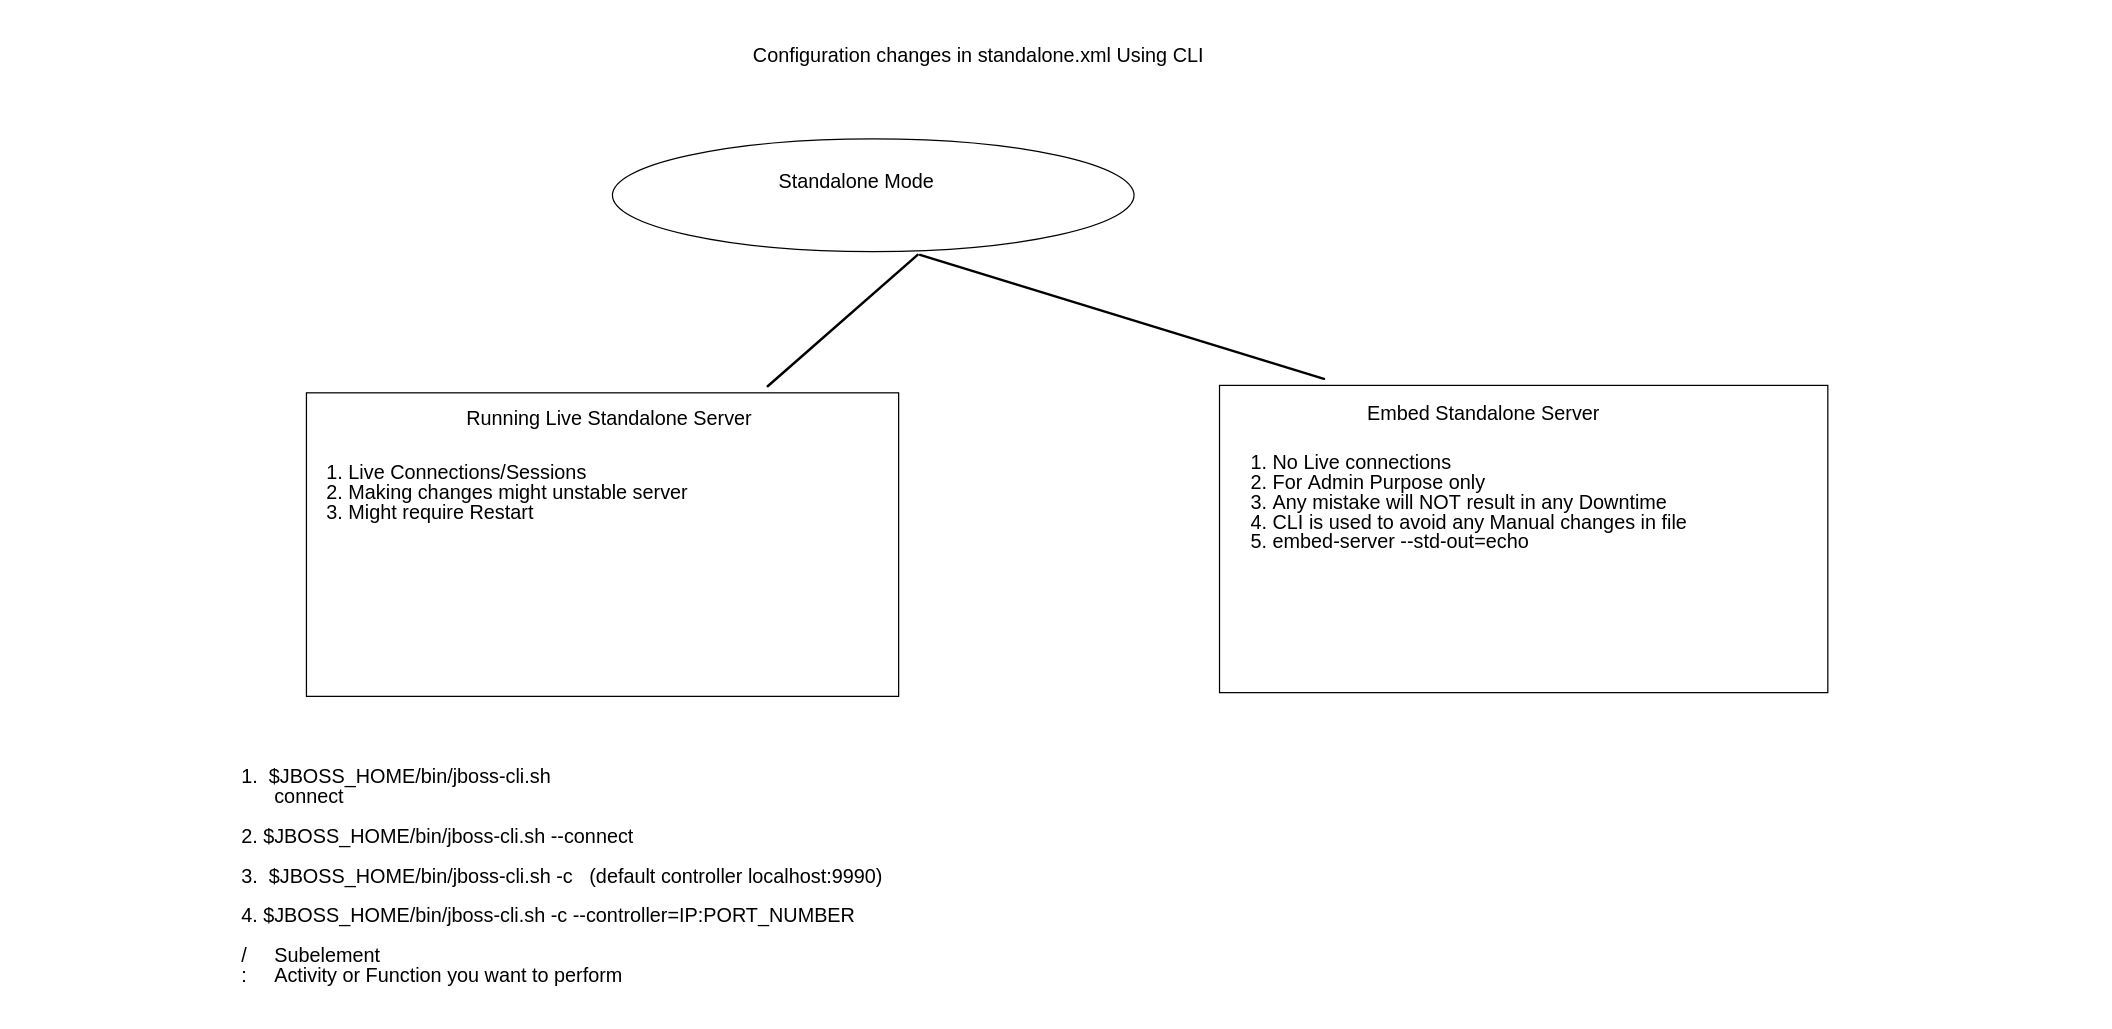 Configuration changes in standalone.xml Using CLI
Standalone Mode
Running Live Standalone Server
1. Live Connections/Sessions
2. Making changes might unstable server
3. Might require Restart
Embed Standalone Server
1. No Live connections
2. For Admin Purpose only
3. Any mistake will NOT result in any Downtime
4. CLI is used to avoid any Manual changes in file
5. embed-server --std-out=echo
1.  $JBOSS_HOME/bin/jboss-cli.sh
connect
2. $JBOSS_HOME/bin/jboss-cli.sh --connect
3.  $JBOSS_HOME/bin/jboss-cli.sh -c   (default controller localhost:9990)
4. $JBOSS_HOME/bin/jboss-cli.sh -c --controller=IP:PORT_NUMBER
/     Subelement
:     Activity or Function you want to perform